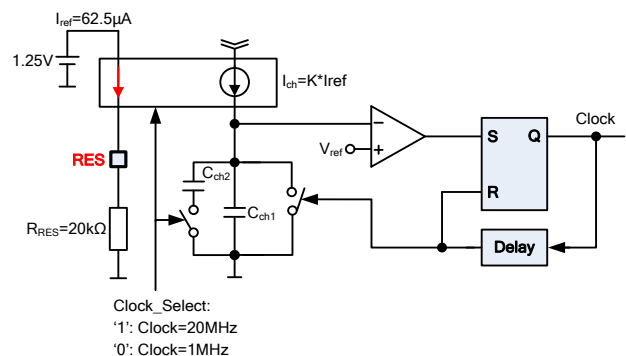 Iref=62.5µA
1.25V
Ich=K*Iref
RES
RRES=20kΩ
Cch2
Cch1
Vref
−
+
S
Q
R
Clock
Delay
Clock_Select:
‘1’: Clock=20MHz
‘0’: Clock=1MHz